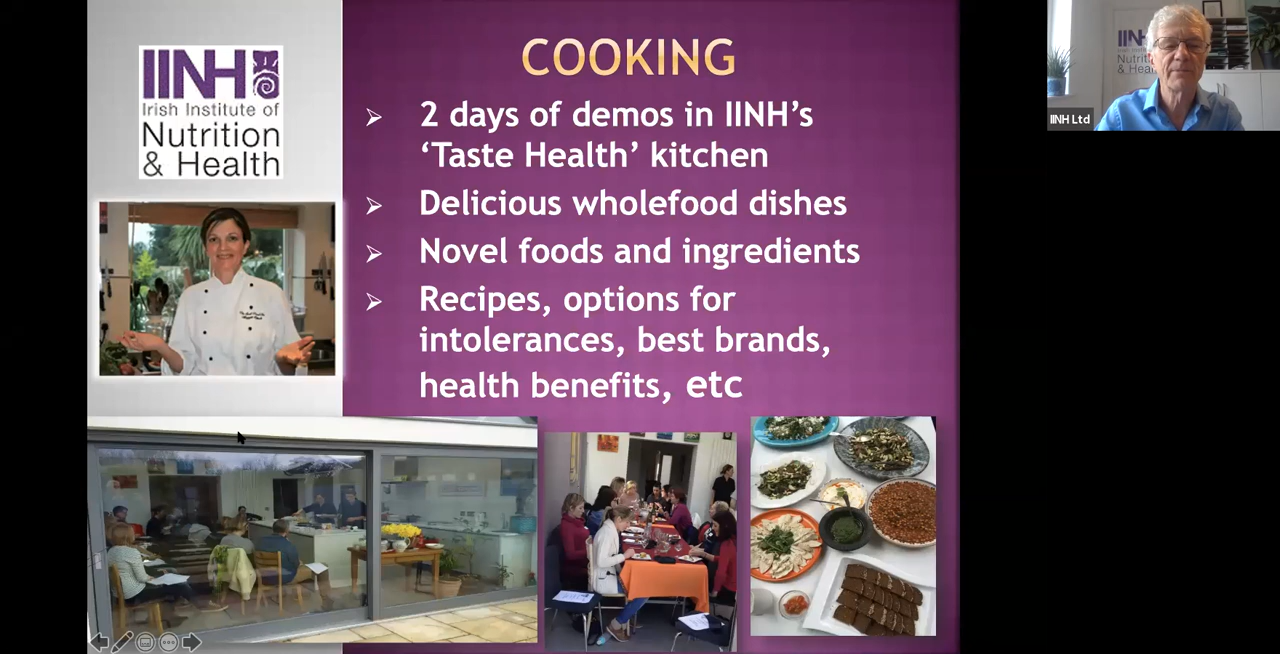 IINH
Irish Institute of
Nutrition
& Health
COOKING
2 days of demos in IINH’s
‘Taste Health’ kitchen
Delicious wholefood dishes
Novel foods and ingredients
Recipes, options for
intolerances, best brands,
health benefits, etc
IINH Ltd